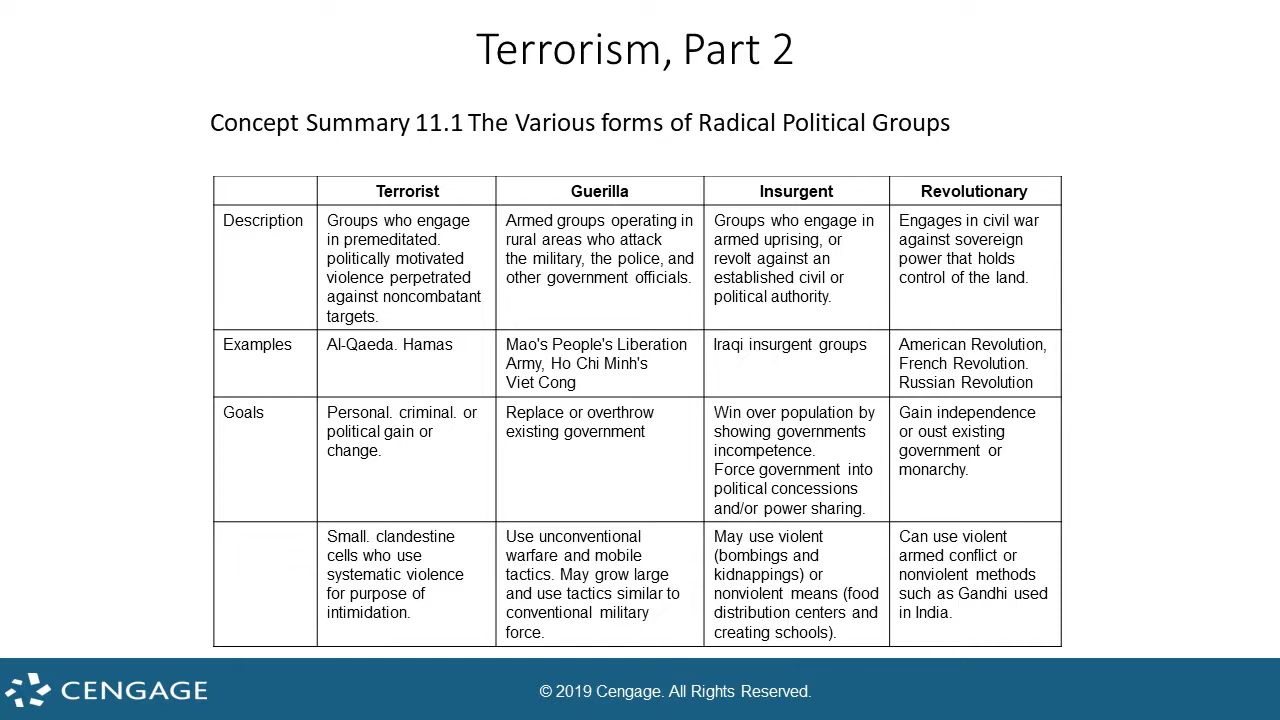 Terrorism, Part 2
Concept Summary 11.1 The Various forms of Radical Political Groups
Terrorist
Guerilla
Insurgent
Revolutionary
Description
Groups who engage
in premeditated.
politically motivated
violence perpetrated
against noncombatant
targets.
Armed groups operating in
rural areas who attack
the military, the police, and
other government officials.
Groups who engage in
armed uprising, or
revolt against an
established civil or
political authority.
Engages in civil war
against sovereign
power that holds
control of the land.
Examples
Al-Qaeda. Hamas
Mao's People's Liberation
Army, Ho Chi Minh's
Viet Cong
Iraqi insurgent groups
American Revolution,
French Revolution.
Russian Revolution
Goals
Personal. criminal. or
political gain or
change.
Replace or overthrow
existing government
Win over population by
showing governments
incompetence.
Force government into
political concessions
and/or power sharing.
Gain independence
or oust existing
government or
monarchy.
Small. clandestine
cells who use
systematic violence
for purpose of
intimidation.
Use unconventional
warfare and mobile
tactics. May grow large
and use tactics similar to
conventional military
force.
May use violent
(bombings and
kidnappings) or
nonviolent means (food
distribution centers and
creating schools).
Can use violent
armed conflict or
nonviolent methods
such as Gandhi used
in India.
CENGAGE
© 2019 Cengage. All Rights Reserved.